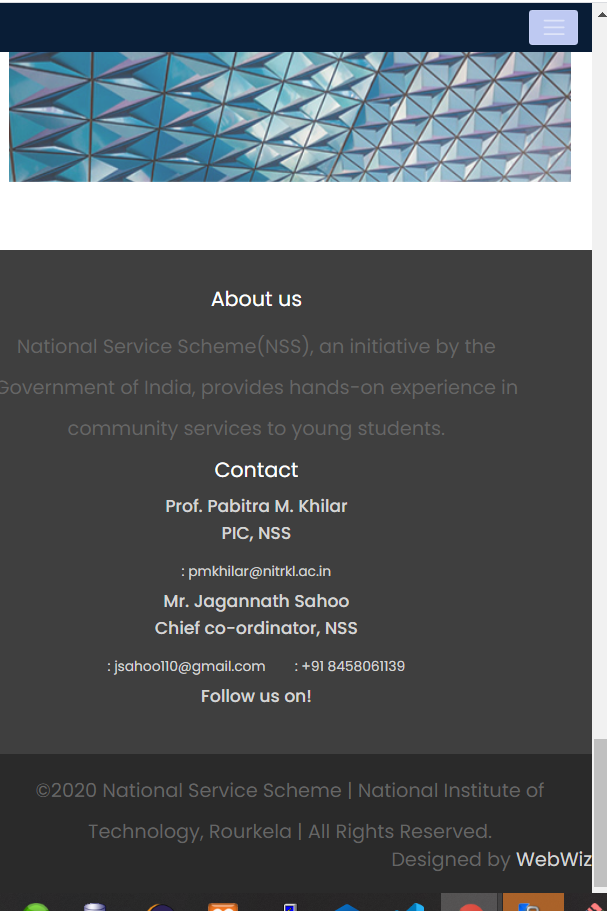 About us
National Service Scheme(NSS), an initiative by the
Government of India, provides hands-on experience in
community services to young students.
Contact
Prof. Pabitra M. Khilar
PIC, NSS
: pmkhilar@nitrkl.ac.in
Mr. Jagannath Sahoo
Chief co-ordinator, NSS
: jsahoo110@gmail.com : +91 8458061139
Follow us on!
©2020 National Service Scheme | National Institute of
Technology, Rourkela | All Rights Reserved.
Designed by WebWiz